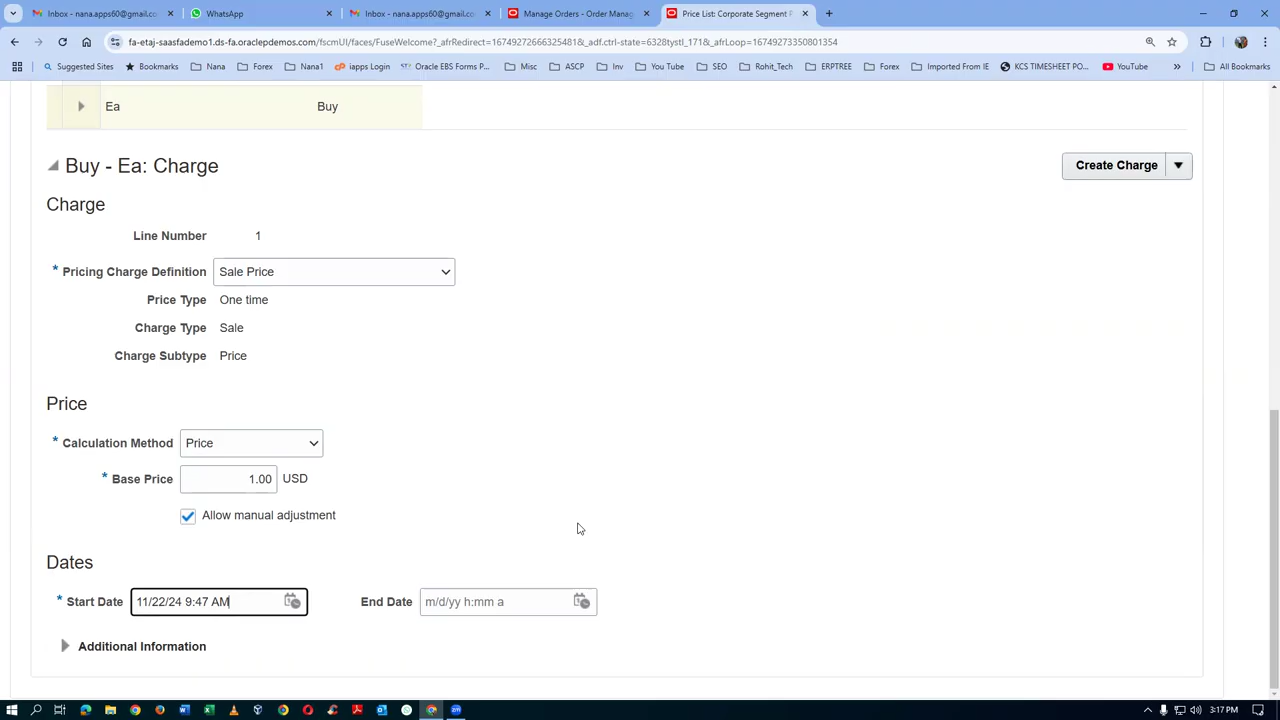 Inbox - nana.apps60@gmail.co
WhatsApp
Inbox - nana.apps60@gmail.co
Manage Orders - Order Manag
Price List: Corporate Segment P
fa-etaj-saasfademo1.ds-fa.oraclepdemos.com/fscmUI/faces/FuseWelcome?_afrRedirect=16749272666325481&_adf.ctrl-state=6328tystl_171&_afrLoop=16749273350801354
Suggested Sites
Bookmarks
Nana
Forex
Nana1
iapps Login
Oracle EBS Forms P...
Misc
ASCP
Inv
You Tube
SEO
Rohit_Tech
ERPTREE
Forex
Imported From IE
KCS TIMESHEET PO...
YouTube
All Bookmarks
Ea Buy
Buy - Ea: Charge
Create Charge
Charge
Line Number 1
* Pricing Charge Definition Sale Price
Price Type One time
Charge Type Sale
Charge Subtype Price
Price
* Calculation Method Price
* Base Price 1.00 USD
Allow manual adjustment
Dates
* Start Date 11/22/24 9:47 AM End Date m/d/yy h:mm a
Additional Information
3:17 PM